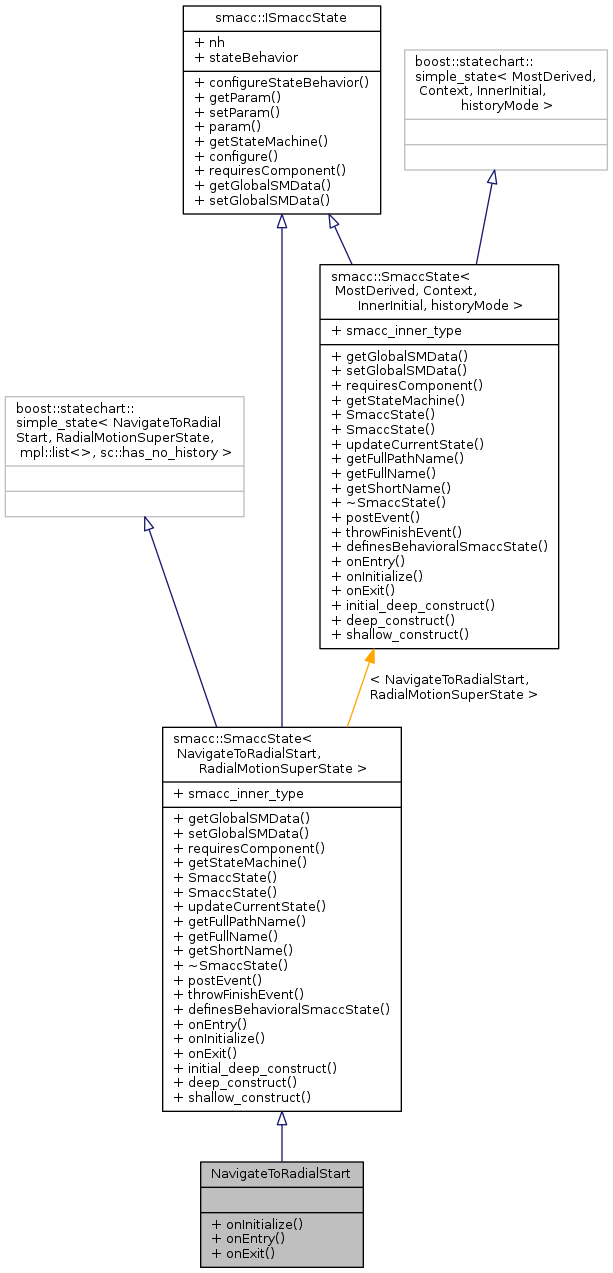 smacc::ISmaccState
+ nh
+ stateBehavior
+ configureStateBehavior()
+ getParam()
+ setParam()
+ param()
+ getStateMachine()
+ configure()
+ requiresComponent()
+ getGlobalSMData()
+ setGlobalSMData()
boost::statechart::
simple_state< MostDerived,
Context, InnerInitial,
historyMode >
smacc::SmaccState<
MostDerived, Context,
InnerInitial, historyMode >
+ smacc_inner_type
+ getGlobalSMData()
+ setGlobalSMData()
+ requiresComponent()
+ getStateMachine()
+ SmaccState()
+ SmaccState()
+ updateCurrentState()
+ getFullPathName()
+ getFullName()
+ getShortName()
+ ~SmaccState()
+ postEvent()
+ throwFinishEvent()
+ definesBehavioralSmaccState()
+ onEntry()
+ onInitialize()
+ onExit()
+ initial_deep_construct()
+ deep_construct()
+ shallow_construct()
boost::statechart::
simple_state< NavigateToRadial
Start, RadialMotionSuperState,
mpl::list<>, sc::has_no_history >
< NavigateToRadialStart,
RadialMotionSuperState >
smacc::SmaccState<
NavigateToRadialStart,
RadialMotionSuperState >
+ smacc_inner_type
+ getGlobalSMData()
+ setGlobalSMData()
+ requiresComponent()
+ getStateMachine()
+ SmaccState()
+ SmaccState()
+ updateCurrentState()
+ getFullPathName()
+ getFullName()
+ getShortName()
+ ~SmaccState()
+ postEvent()
+ throwFinishEvent()
+ definesBehavioralSmaccState()
+ onEntry()
+ onInitialize()
+ onExit()
+ initial_deep_construct()
+ deep_construct()
+ shallow_construct()
NavigateToRadialStart
+ onInitialize()
+ onEntry()
+ onExit()